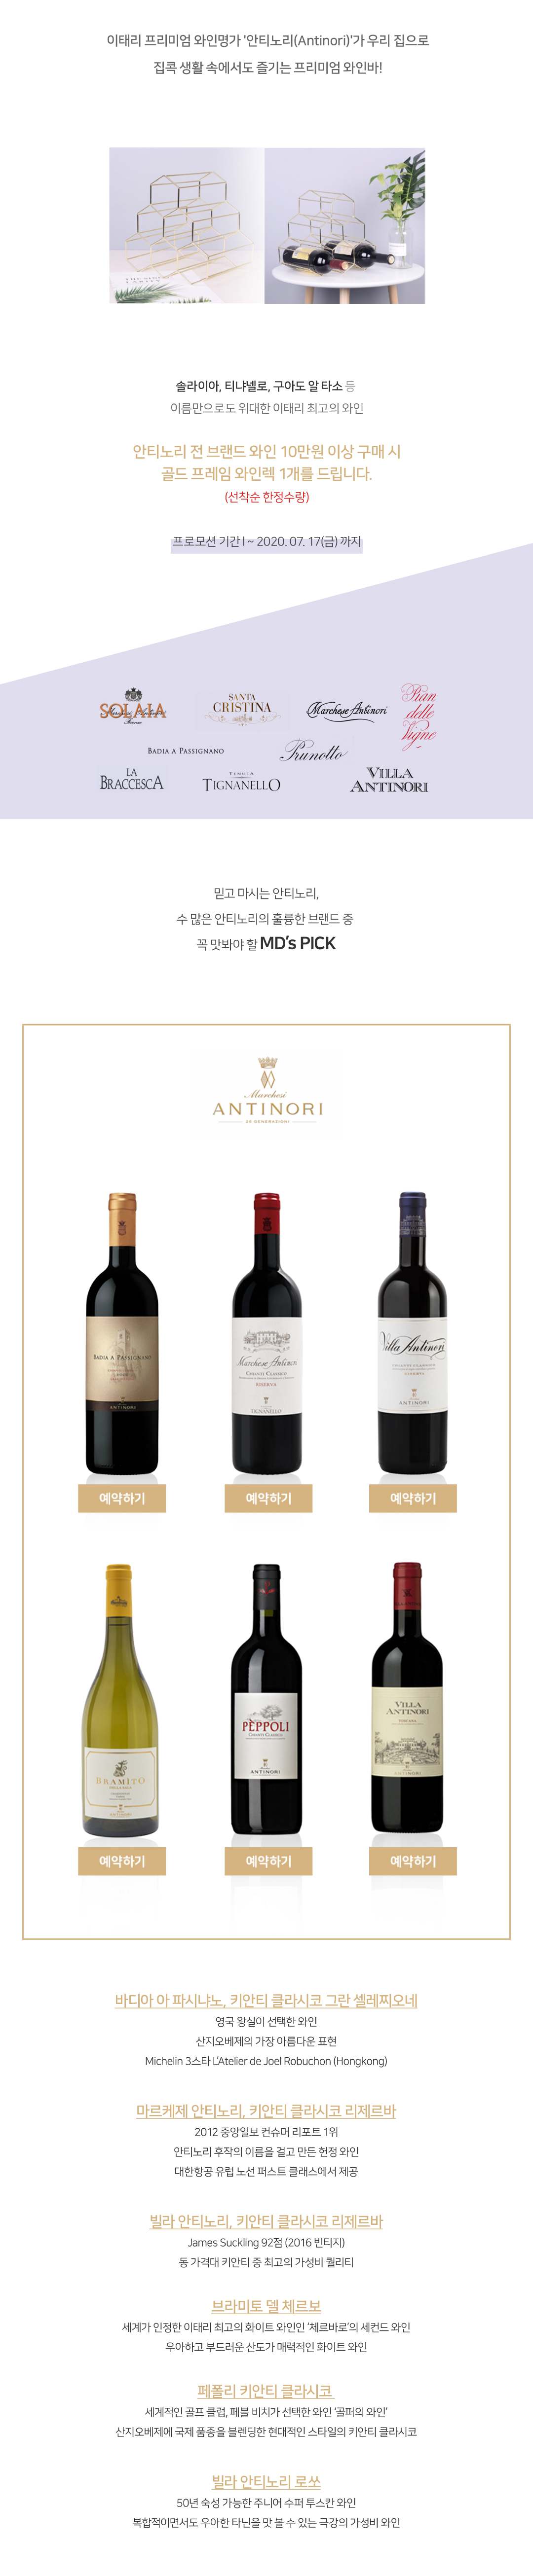 이태리 프리미엄 와인명가 '안티노리(Antinori)'가 우리 집으로
집콕 생활 속에서도 즐기는 프리미엄 와인바!
솔라이아, 티냐넬로, 구아도 알 타소 등
이름만으로도 위대한 이태리 최고의 와인
안티노리 전 브랜드 와인 10만원 이상 구매 시
골드 프레임 와인렉 1개를 드립니다.
(선착순 한정수량)
프로모션 기간 l ~ 2020. 07. 17(금) 까지
SOLAIA
SANTA
CRISTINA
Marchese Antinori
Pian
delle
Vigne
BADIA A PASSIGNANO
Prunotto
LA
BRACCESCA
TENUTA
TIGNANELLO
VILLA
ANTINORI
믿고 마시는 안티노리,
수 많은 안티노리의 훌륭한 브랜드 중
꼭 맛봐야 할 MD's PICK
Marchesi
ANTINORI
26 GENERAZIONI
BADIA A PASSIGNANO
ANTINORI
Marchese Antinori
CHIANTI CLASSICO
RISERVA
TIGNANELLO
Villa Antinori
CHIANTI CLASSICO
RISERVA
ANTINORI
예약하기
예약하기
예약하기
BRAMITO
PÈPPOLI
CHIANTI CLASSICO
ANTINORI
VILLA
ANTINORI
TOSCANA
ANTINORI
예약하기
예약하기
예약하기
바디아 아 파시냐노, 키안티 클라시코 그란 셀레찌오네
영국 왕실이 선택한 와인
산지오베제의 가장 아름다운 표현
Michelin 3스타 L'Atelier de Joel Robuchon (Hongkong)
마르케제 안티노리, 키안티 클라시코 리제르바
2012 중앙일보 컨슈머 리포트 1위
안티노리 후작의 이름을 걸고 만든 헌정 와인
대한항공 유럽 노선 퍼스트 클래스에서 제공
빌라 안티노리, 키안티 클라시코 리제르바
James Suckling 92점 (2016 빈티지)
동 가격대 키안티 중 최고의 가성비 퀄리티
브라미토 델 체르보
세계가 인정한 이태리 최고의 화이트 와인인 '체르바로'의 세컨드 와인
우아하고 부드러운 산도가 매력적인 화이트 와인
페폴리 키안티 클라시코
세계적인 골프 클럽, 페블 비치가 선택한 와인 '골퍼의 와인'
산지오베제에 국제 품종을 블렌딩한 현대적인 스타일의 키안티 클라시코
빌라 안티노리 로쏘
50년 숙성 가능한 주니어 수퍼 투스칸 와인
복합적이면서도 우아한 타닌을 맛 볼 수 있는 극강의 가성비 와인